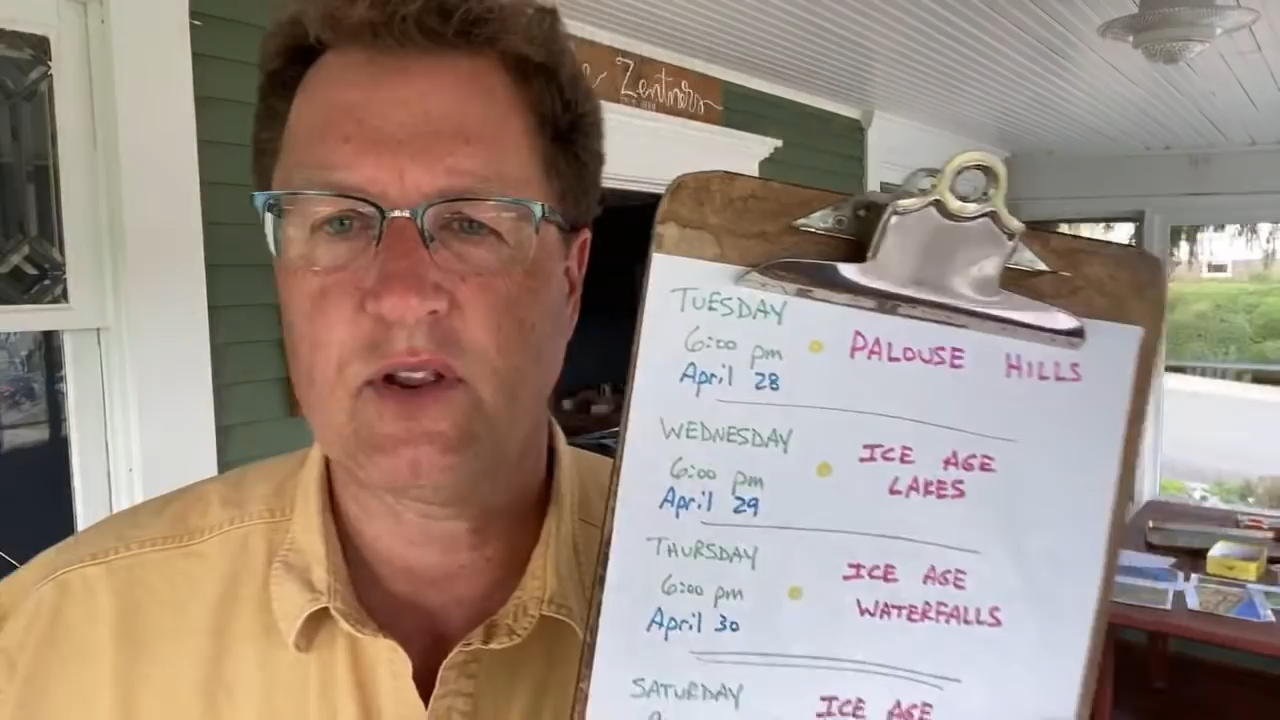 Zentners
TUESDAY
6:00 pm
April 28
PALOUSE HILLS
WEDNESDAY
6:00 pm
April 29
ICE AGE
LAKES
THURSDAY
6:00 pm
April 30
ICE AGE
WATERFALLS
SATURDAY
ICE AGE